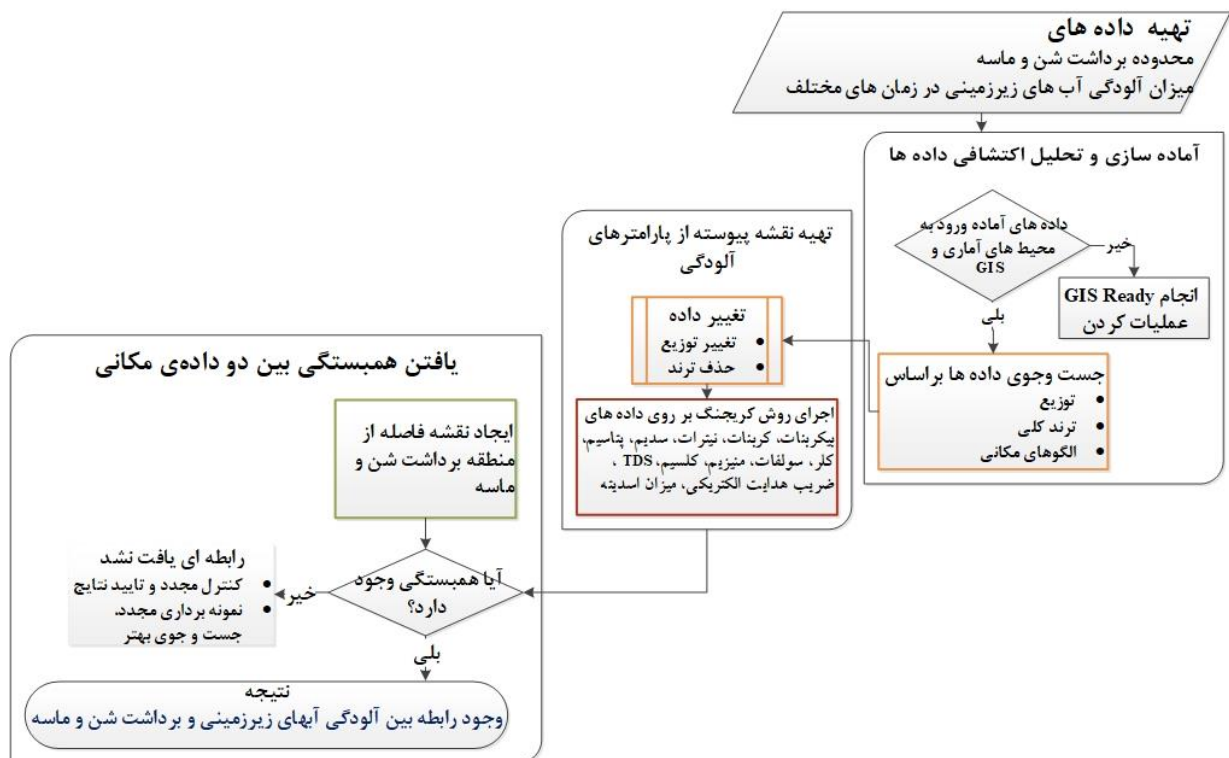 تهیه داده های
محدوده برداشت شن و ماسه
میزان آلودگی آب های زیرزمینی در زمان های مختلف
آماده سازی و تحلیل اکتشافی داده ها
داده های آماده ورود به
محیط های آماری و
GIS
خیر
انجام GIS Ready
عملیات کردن
بلی
جست وجوی داده ها براساس
• توزیع
• ترند کلی
• الگوهای مکانی
تهیه نقشه پیوسته از پارامترهای
آلودگی
تغییر داده
• تغییر توزیع
• حذف ترند
اجرای روش کریجنگ بر روی داده های
بیکربنات، کربنات، نیترات، سدیم، پتاسیم،
کلر، سولفات، منیزیم، کلسیم، TDS ،
ضریب هدایت الکتریکی، میزان اسدیته
یافتن همبستگی بین دو داده‌ی مکانی
ایجاد نقشه فاصله از
منطقه برداشت شن و
ماسه
آیا همبستگی وجود
دارد؟
خیر
رابطه ای یافت نشد
• کنترل مجدد و تایید نتایج
• نمونه برداری مجدد،
جست و جوی بهتر
بلی
نتیجه
وجود رابطه بین آلودگی آبهای زیرزمینی و برداشت شن و ماسه